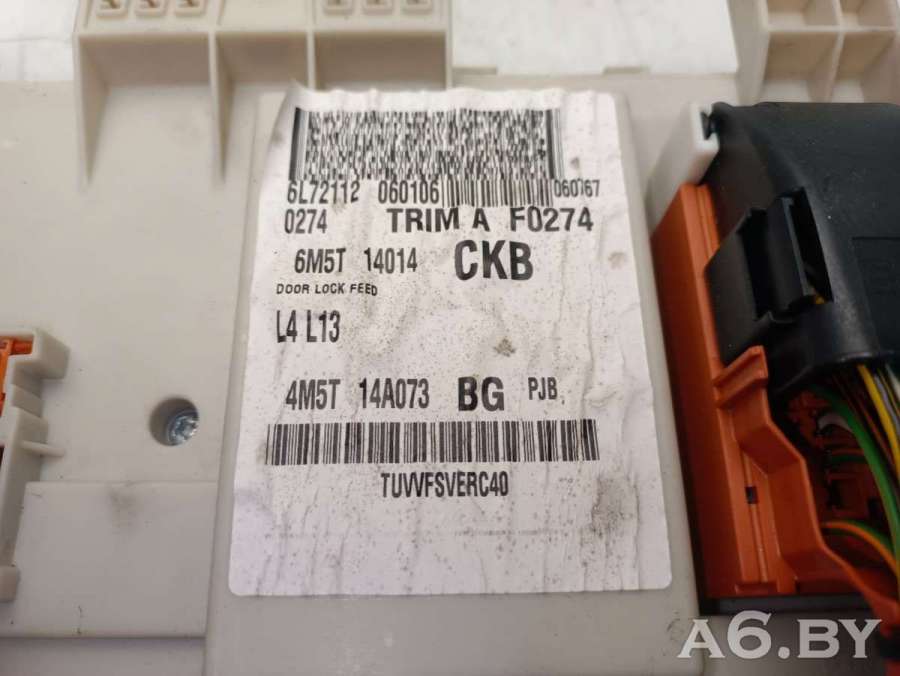 6L72112 060106 060767
0274 TRIM A F0274
6M5T 14014 CKB
DOOR LOCK FEED
L4 L13
4M5T 14A073 BG PJB
TUVVFSVERC40
A6.BY